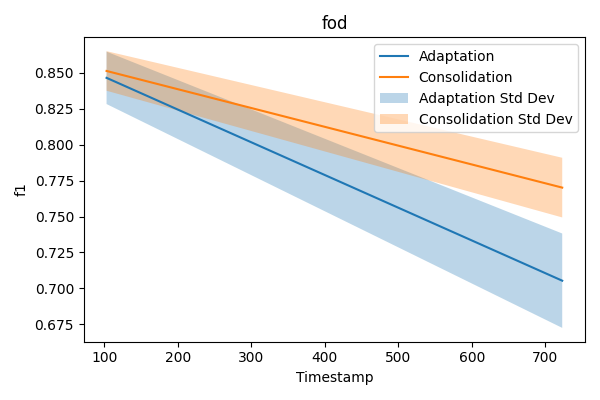 fod
Adaptation
Consolidation
Adaptation Std Dev
Consolidation Std Dev
0.850
0.825
0.800
0.775
0.750
0.725
0.700
0.675
f1
100
200
300
400
500
600
700
Timestamp